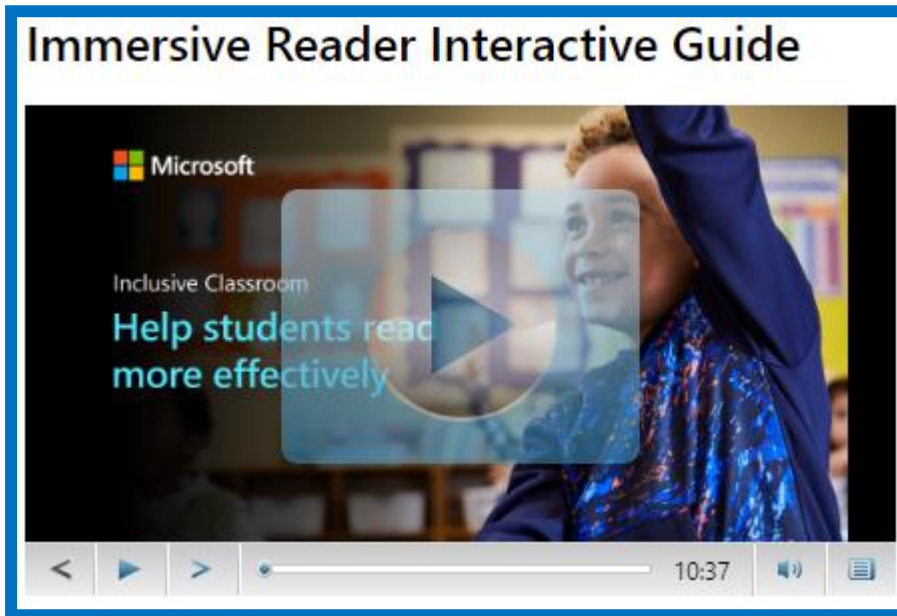 Immersive Reader Interactive Guide
Microsoft
Inclusive Classroom
Help students read
more effectively
10:37